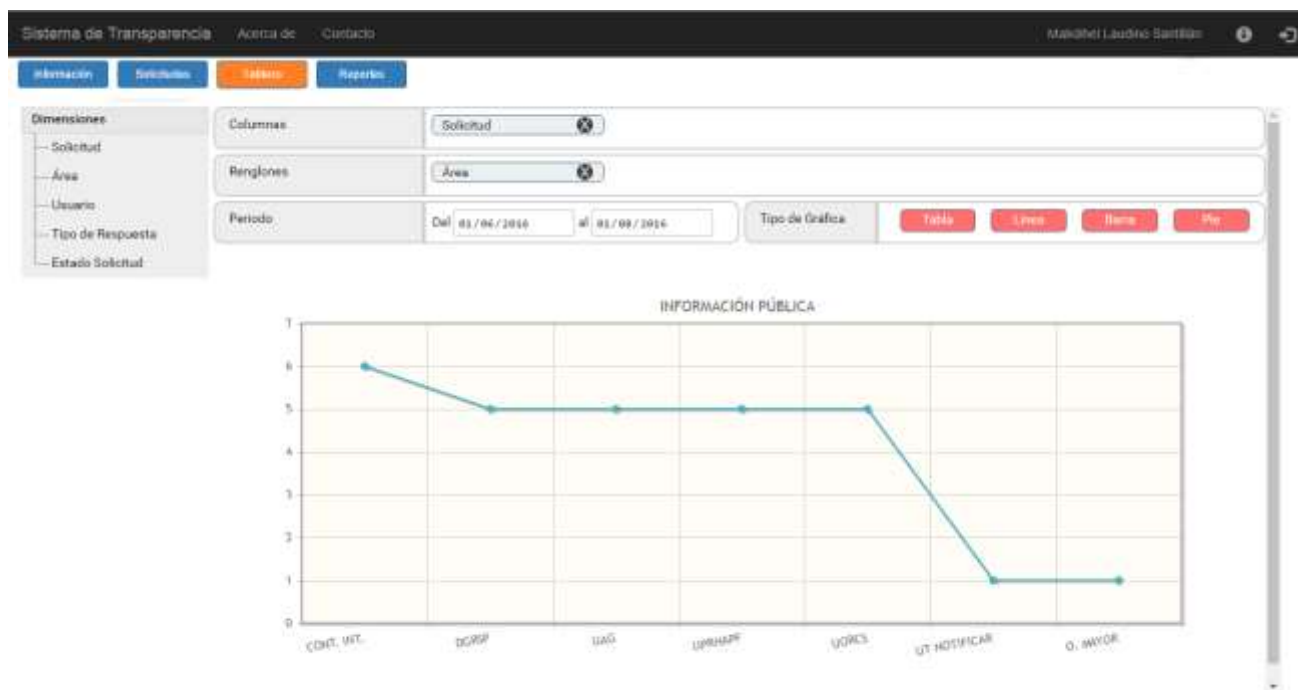 Sistema de Transparencia Acerca de Contacto
Información Solicitudes Tablero Reportes
Dimensiones
Solicitud
Área
Usuario
Tipo de Respuesta
Estado Solicitud
Columnas Solicitud
Renglones Área
Periodo Del 01/06/2016 al 01/08/2016 Tipo de Gráfica Tabla Línea Barra Pie
INFORMACIÓN PÚBLICA
7
6
5
4
3
2
1
0
CONT. INT. DGRSP UAG UPRHAPF UORCS UT NOTIFICAR O. MAYOR